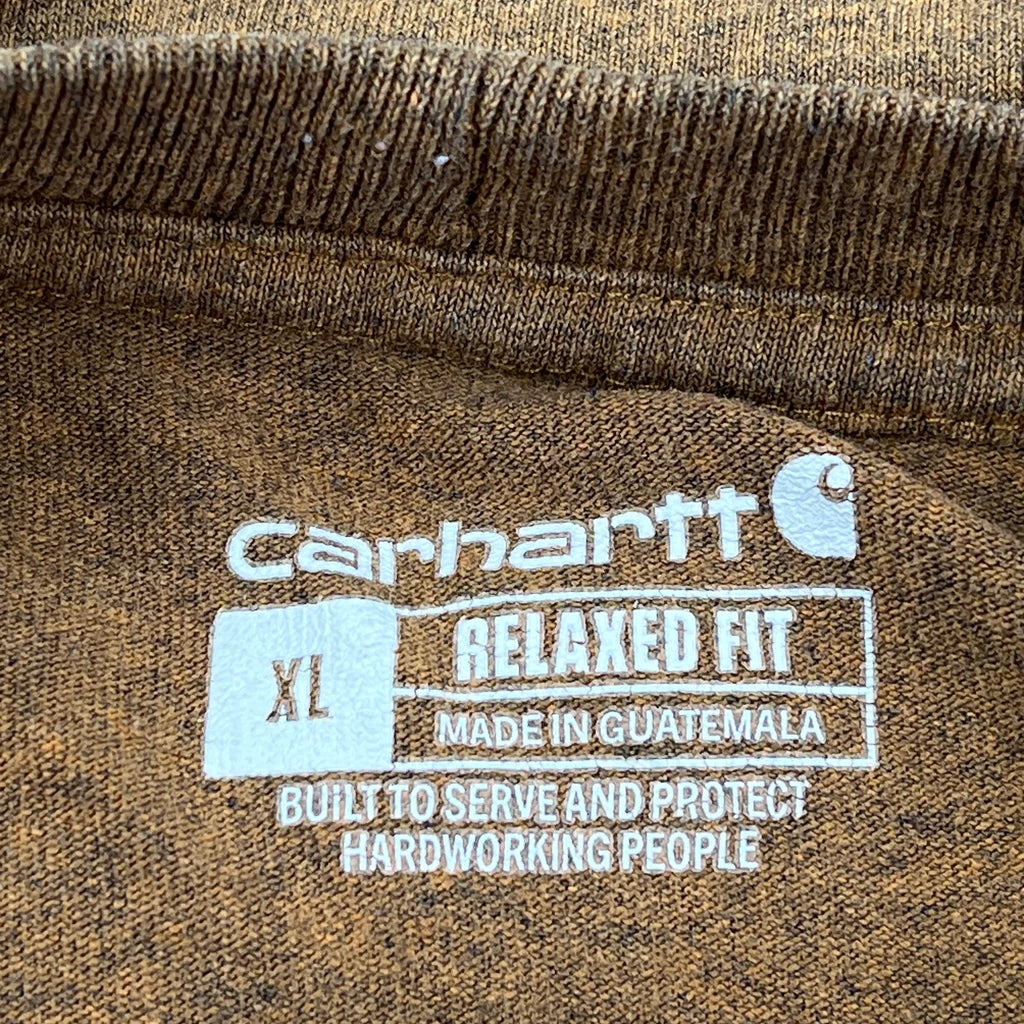 carhartt
XL
RELAXED FIT
MADE IN GUATEMALA
BUILT TO SERVE AND PROTECT
HARDWORKING PEOPLE